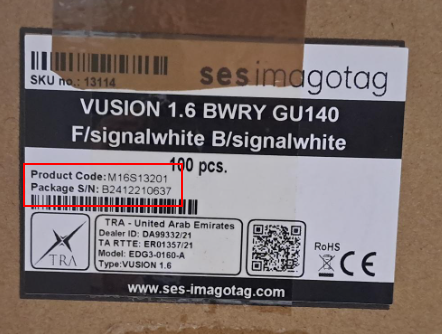 SKU no.: 13114
ses imagotag
VUSION 1.6 BWRY GU140
F/signalwhite B/signalwhite
100 pcs.
Product Code: M16S13201
Package S/N: B2412210637
TRA
TRA - United Arab Emirates
Dealer ID: DA99332/21
TA RTTE: ER01357/21
Model: EDG3-0160-A
Type: VUSION 1.6
RoHS
CE
www.ses-imagotag.com